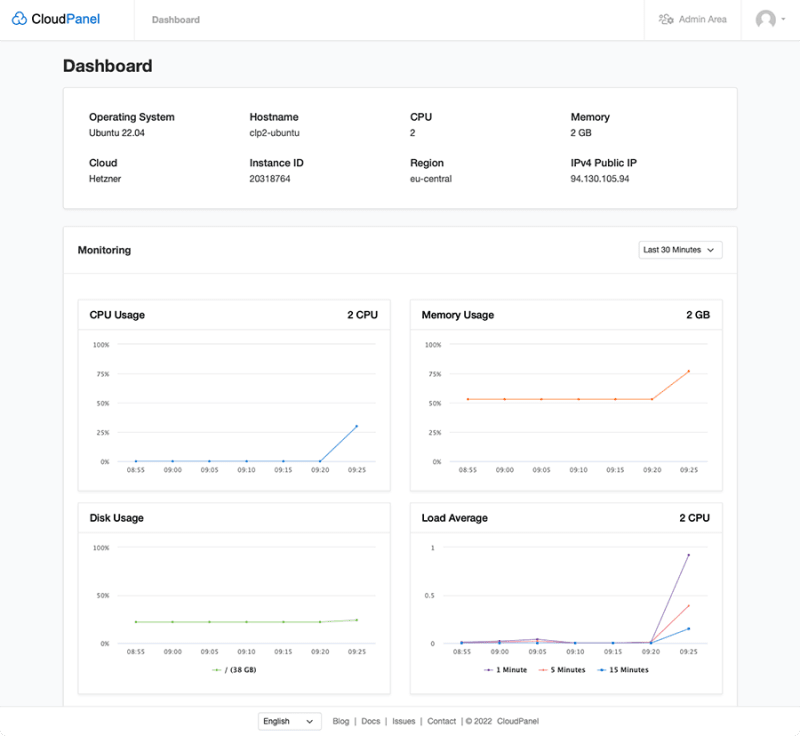 CloudPanel Dashboard Admin Area
Dashboard
Operating System Hostname CPU Memory
Ubuntu 22.04 clp2-ubuntu 2 2 GB
Cloud Instance ID Region IPv4 Public IP
Hetzner 20318764 eu-central 94.130.105.94
Monitoring Last 30 Minutes
CPU Usage 2 CPU
100%
75%
50%
25%
0%
08:55 09:00 09:05 09:10 09:15 09:20 09:25
Memory Usage 2 GB
100%
75%
50%
25%
0%
08:55 09:00 09:05 09:10 09:15 09:20 09:25
Disk Usage
100%
50%
0%
08:55 09:00 09:05 09:10 09:15 09:20 09:25
/ (38 GB)
Load Average 2 CPU
1
0.5
0
08:55 09:00 09:05 09:10 09:15 09:20 09:25
1 Minute 5 Minutes 15 Minutes
English Blog | Docs | Issues | Contact | © 2022 CloudPanel